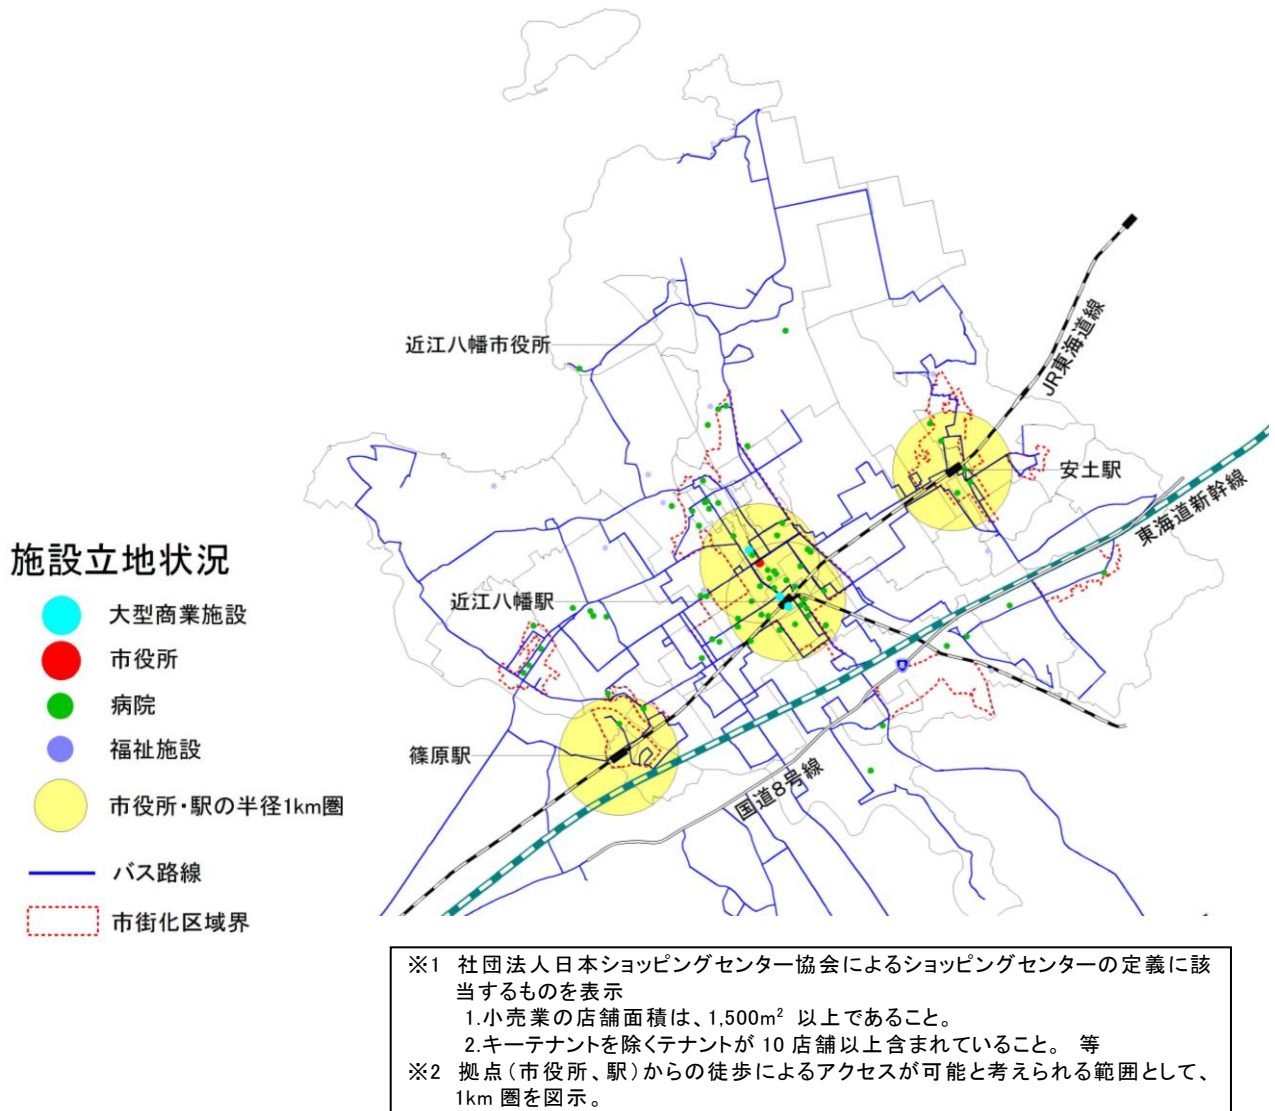 近江八幡市役所
JR東海道線
安土駅
東海道新幹線
施設立地状況
大型商業施設
市役所
病院
福祉施設
市役所・駅の半径1km圏
バス路線
市街化区域界
近江八幡駅
8
篠原駅
国道8号線
※1 社団法人日本ショッピングセンター協会によるショッピングセンターの定義に該
当するものを表示
1.小売業の店舗面積は、1,500m² 以上であること。
2.キーテナントを除くテナントが 10 店舗以上含まれていること。 等
※2 拠点(市役所、駅)からの徒歩によるアクセスが可能と考えられる範囲として、
1km 圏を図示。